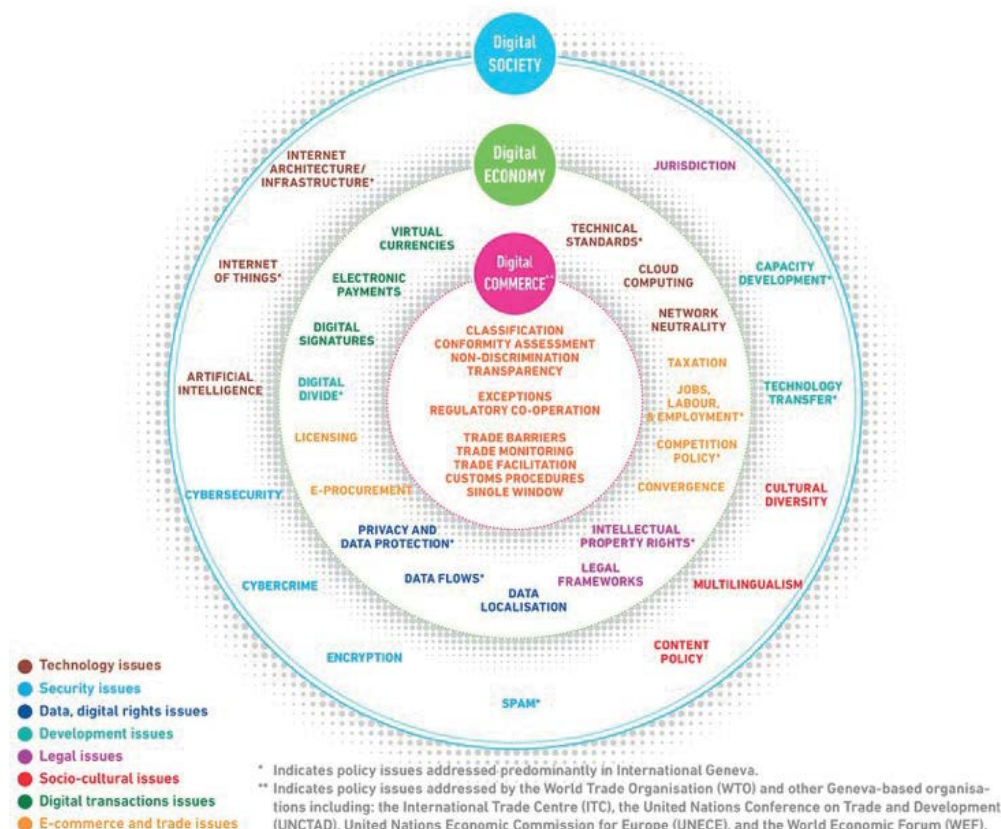 Digital
SOCIETY
Digital
ECONOMY
INTERNET
ARCHITECTURE/
INFRASTRUCTURE*
JURISDICTION
VIRTUAL
CURRENCIES
TECHNICAL
STANDARDS*
Digital
COMMERCE**
INTERNET
OF THINGS*
ELECTRONIC
PAYMENTS
CLOUD
COMPUTING
CAPACITY
DEVELOPMENT*
DIGITAL
SIGNATURES
NETWORK
NEUTRALITY
CLASSIFICATION
CONFORMITY ASSESSMENT
NON-DISCRIMINATION
TRANSPARENCY
TAXATION
ARTIFICIAL
INTELLIGENCE
DIGITAL
DIVIDE*
EXCEPTIONS
REGULATORY CO-OPERATION
JOBS,
LABOUR,
& EMPLOYMENT*
TECHNOLOGY
TRANSFER*
LICENSING
TRADE BARRIERS
TRADE MONITORING
TRADE FACILITATION
CUSTOMS PROCEDURES
SINGLE WINDOW
COMPETITION
POLICY*
CYBERSECURITY
E-PROCUREMENT
CONVERGENCE
CULTURAL
DIVERSITY
PRIVACY AND
DATA PROTECTION*
INTELLECTUAL
PROPERTY RIGHTS*
CYBERCRIME
DATA FLOWS*
DATA
LOCALISATION
LEGAL
FRAMEWORKS
MULTILINGUALISM
ENCRYPTION
CONTENT
POLICY
SPAM*
Technology issues
Security issues
Data, digital rights issues
Development issues
Legal issues
Socio-cultural issues
Digital transactions issues
E-commerce and trade issues
* Indicates policy issues addressed predominantly in International Geneva.
** Indicates policy issues addressed by the World Trade Organisation (WTO) and other Geneva-based organisa-
tions including: the International Trade Centre (ITC), the United Nations Conference on Trade and Development
(UNCTAD), United Nations Economic Commission for Europe (UNECE), and the World Economic Forum (WEF).